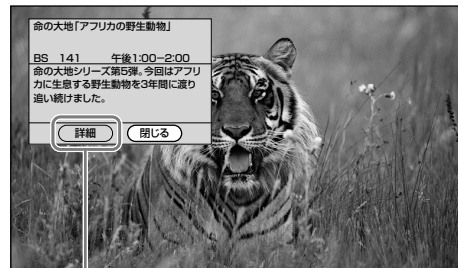 命の大地「アフリカの野生動物」
BS 141 午後1:00-2:00
命の大地シリーズ第5弾。今回はアフリ
カに生息する野生動物を3年間に渡り
追い続けました。
詳細 閉じる